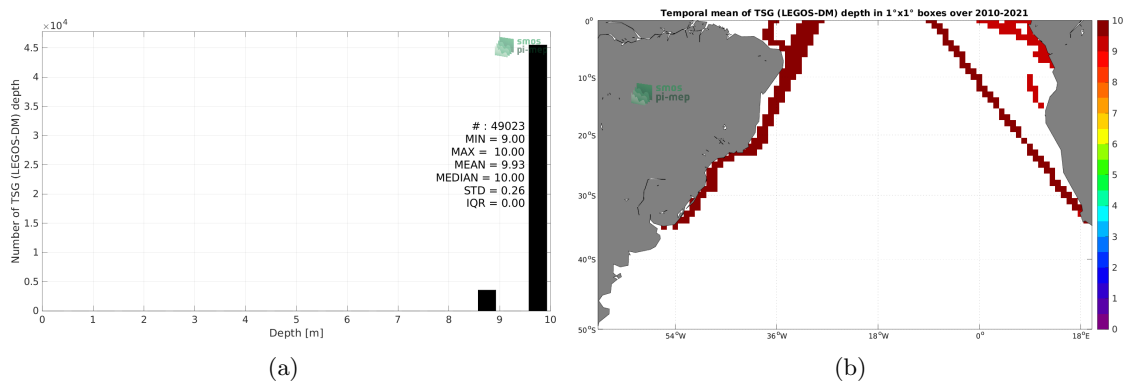 ×10⁴
4.5
4
3.5
3
2.5
2
1.5
1
0.5
0
Number of TSG (LEGOS-DM) depth
smos
pi-mep
# : 49023
MIN = 9.00
MAX = 10.00
MEAN = 9.93
MEDIAN = 10.00
STD = 0.26
IQR = 0.00
0 1 2 3 4 5 6 7 8 9 10
Depth [m]
(a)
Temporal mean of TSG (LEGOS-DM) depth in 1°x1° boxes over 2010-2021
0°
10°S
20°S
30°S
40°S
50°S
smos
pi-mep
54°W 36°W 18°W 0° 18°E
10
9
8
7
6
5
4
3
2
1
0
(b)